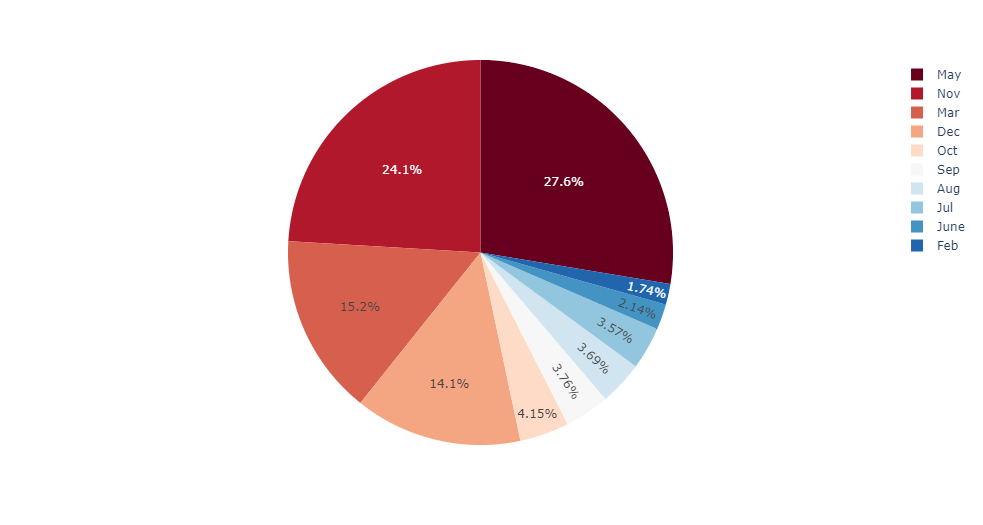 27.6%
24.1%
15.2%
14.1%
4.15%
3.76%
3.69%
3.57%
2.14%
1.74%
May
Nov
Mar
Dec
Oct
Sep
Aug
Jul
June
Feb